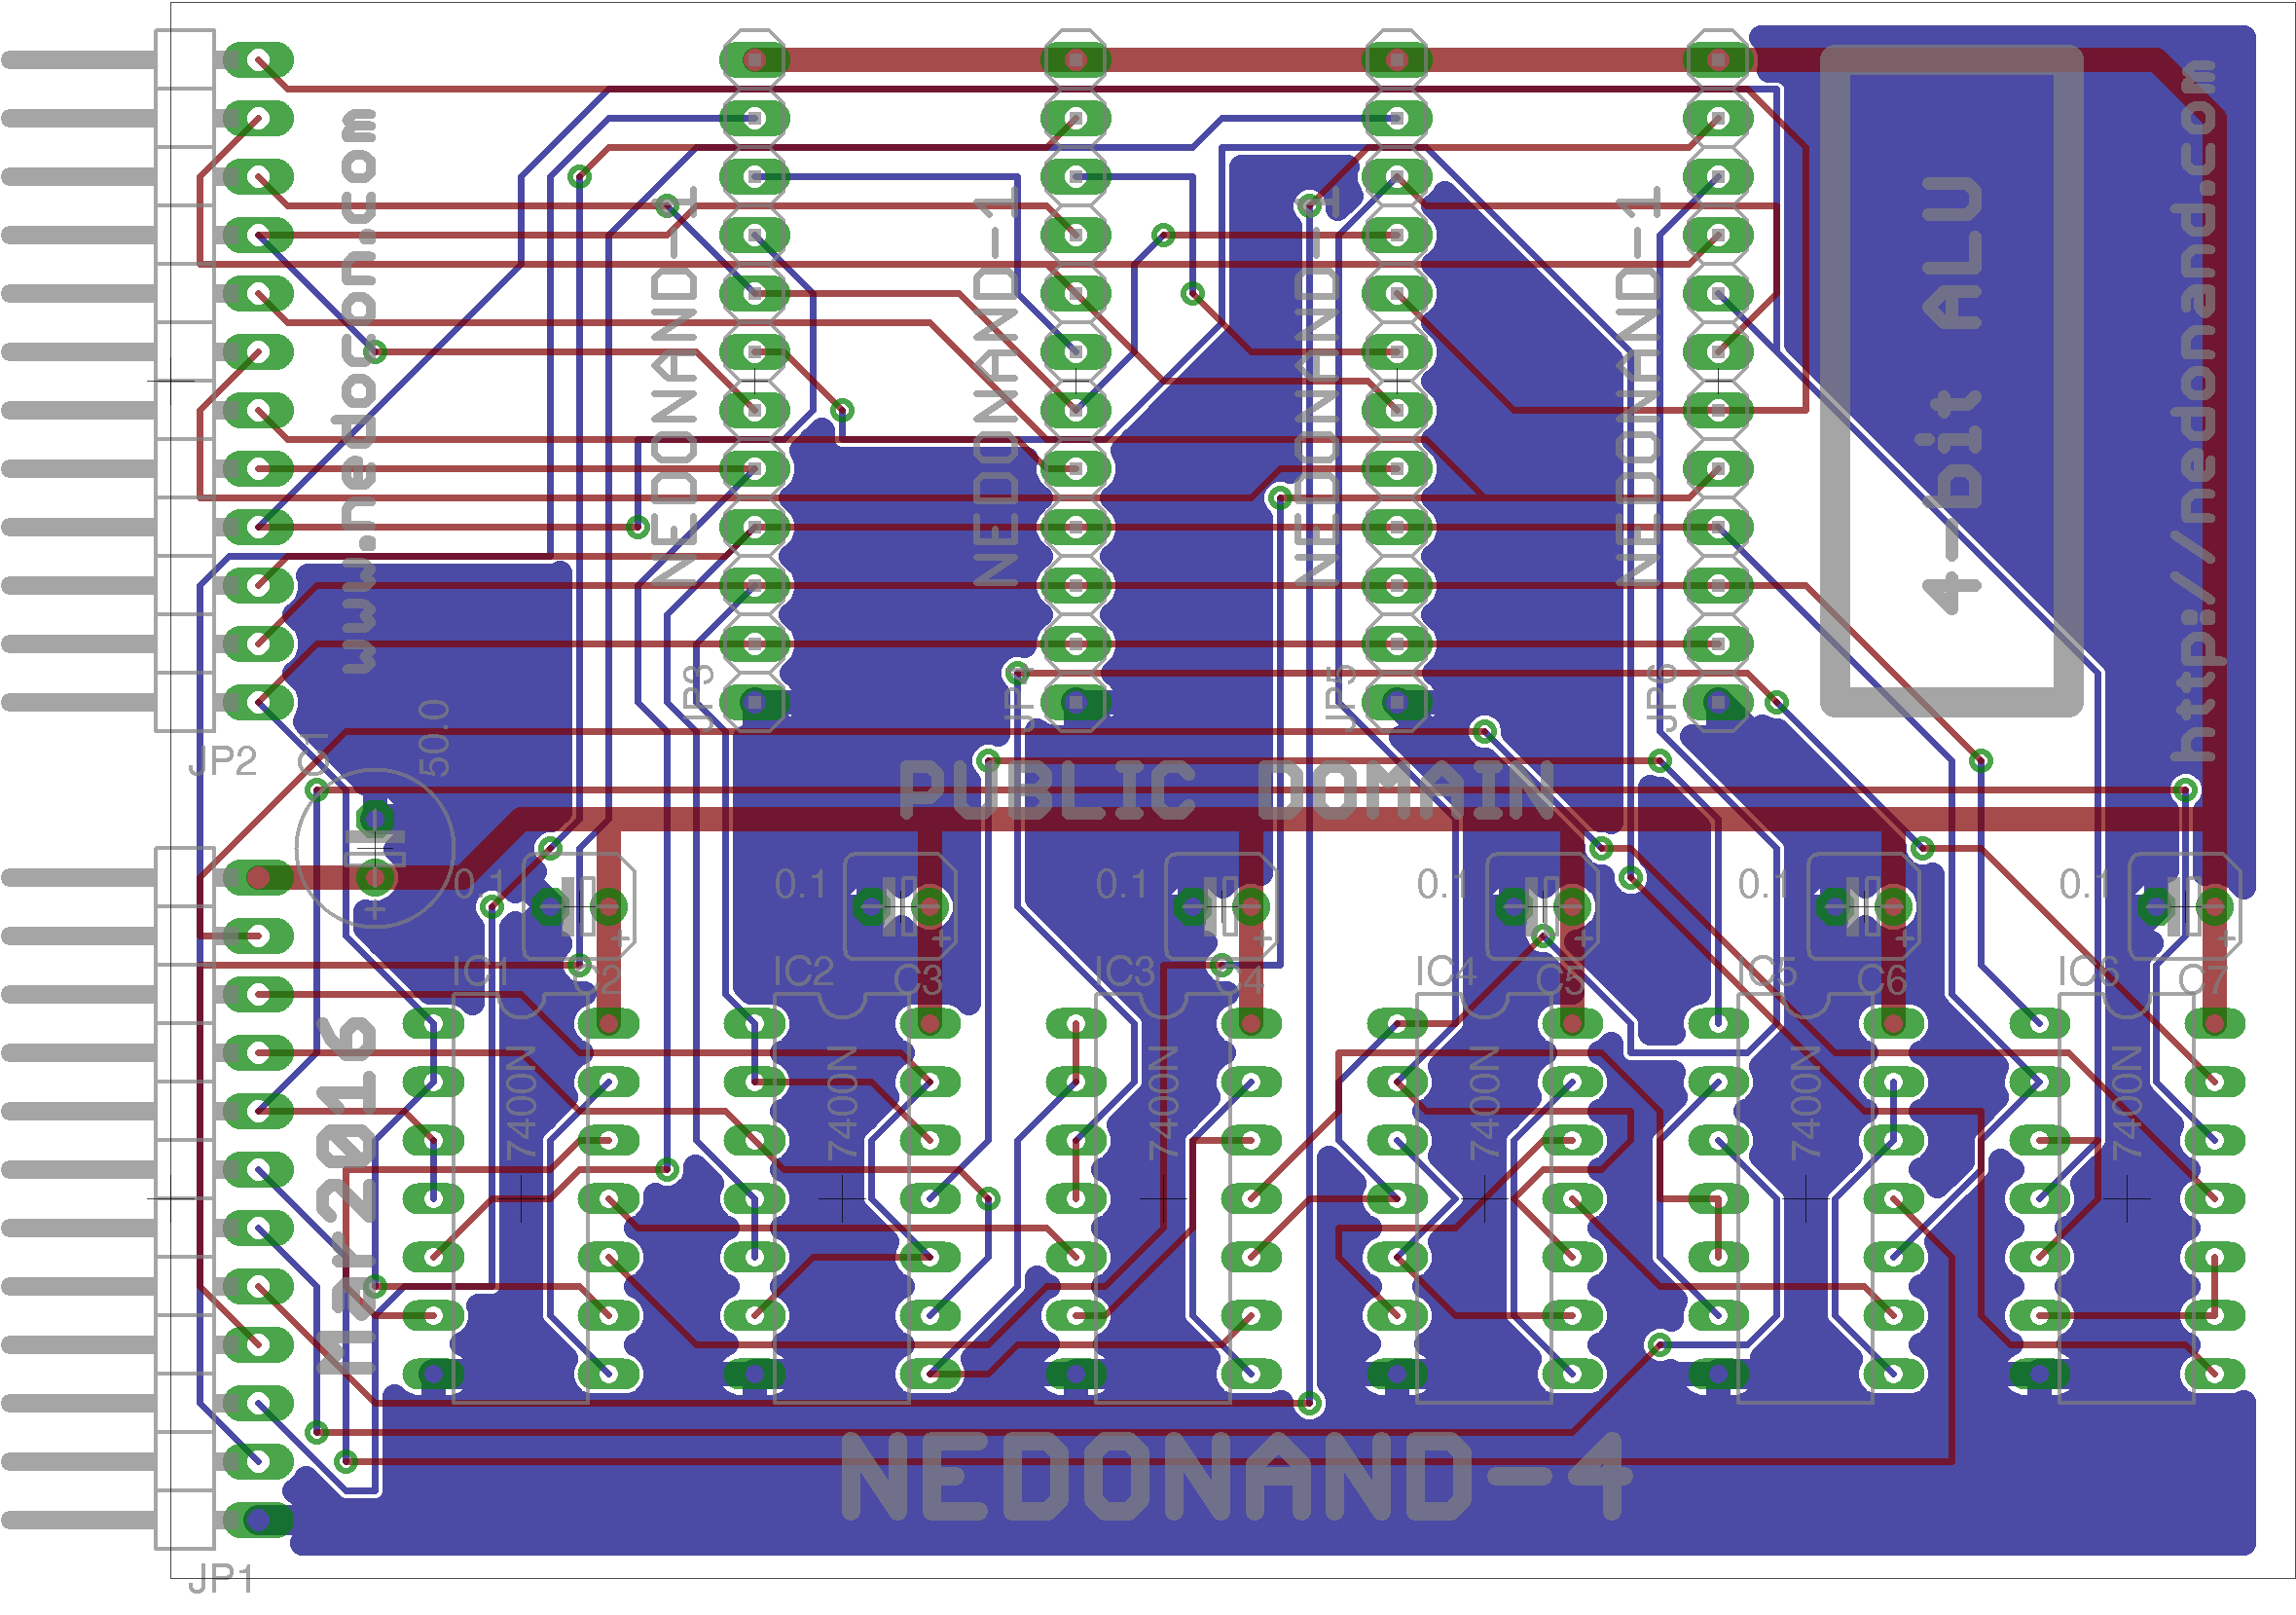 www.nedocon.com
NEDONAND-1
NEDONAND-1
NEDONAND-1
NEDONAND-1
4-bit ALU
http://nedonand.com
JP3
JP4
JP5
JP6
JP2
C1
50.0
PUBLIC DOMAIN
0.1
0.1
0.1
0.1
0.1
0.1
+
+
+
+
+
+
+
IC1
C2
IC2
C3
IC3
C4
IC4
C5
IC5
C6
IC6
C7
7400N
7400N
7400N
7400N
7400N
7400N
Mar 2016
NEDONAND-4
JP1